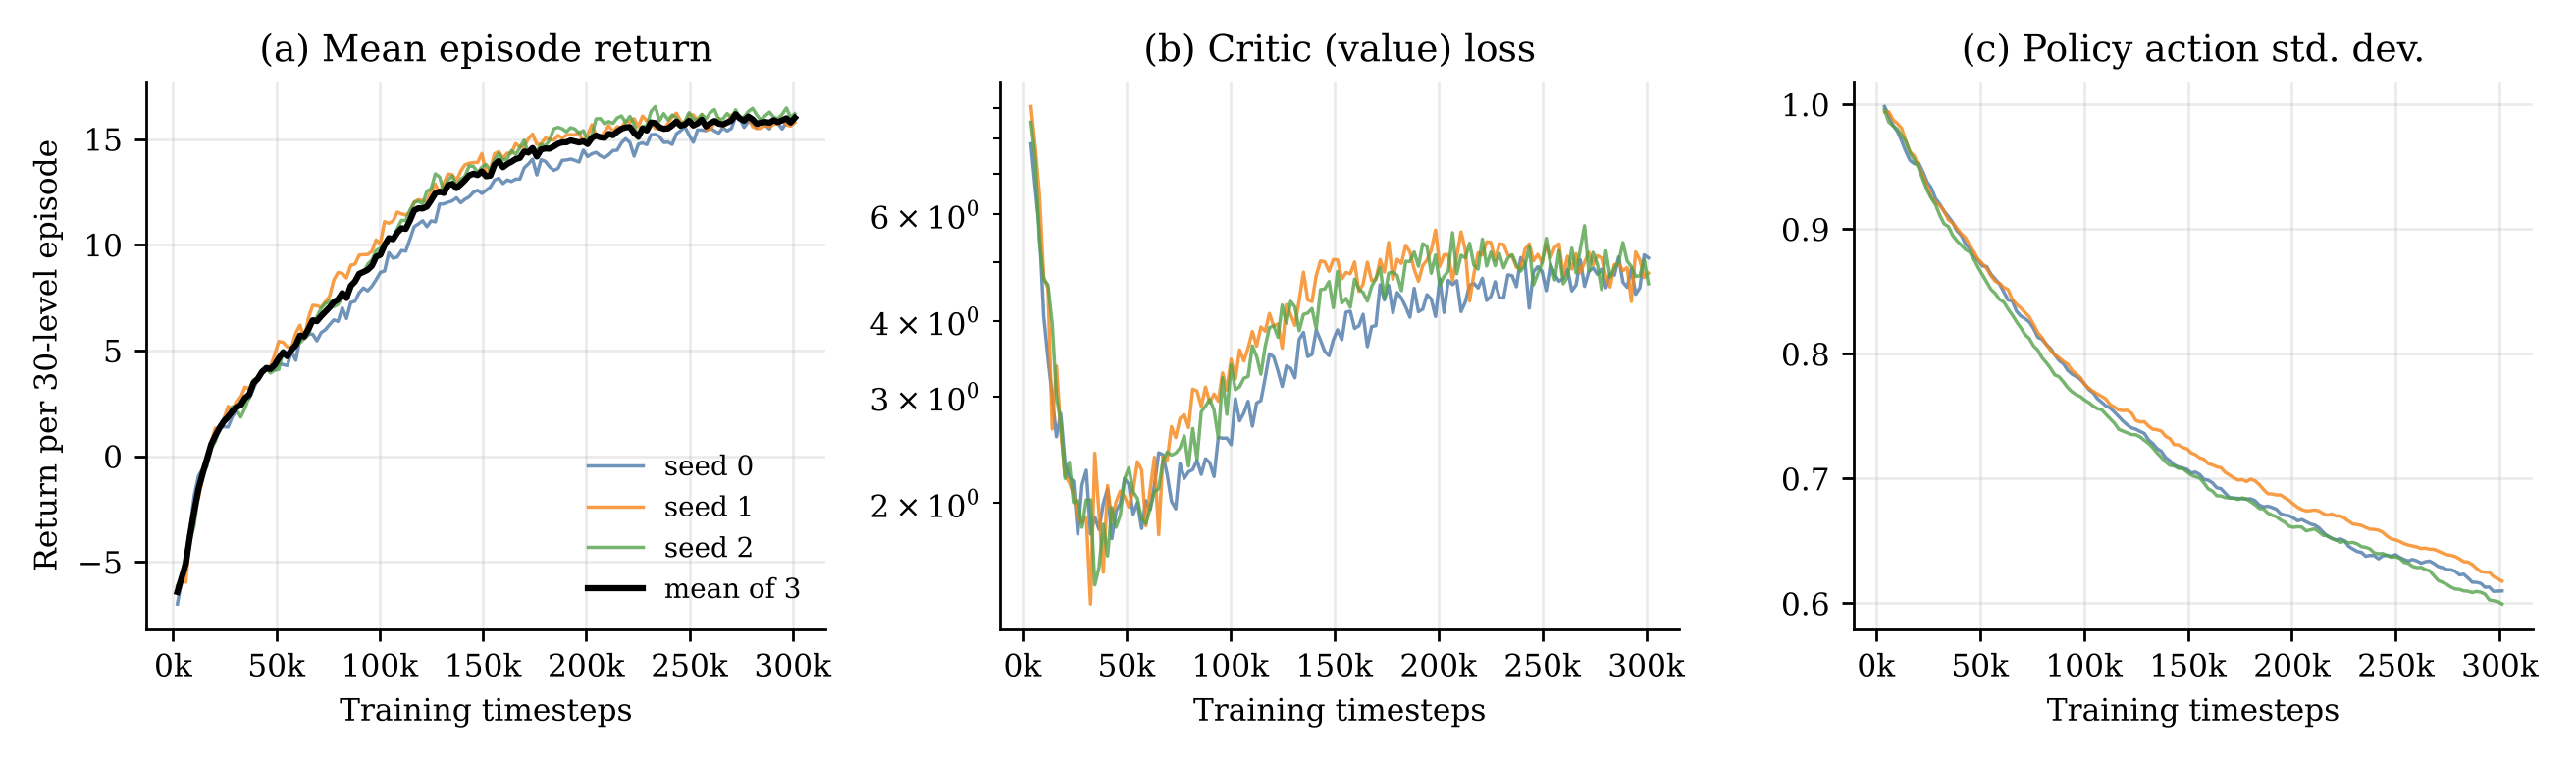 (a) Mean episode return
Return per 30-level episode
15
10
5
0
−5
seed 0
seed 1
seed 2
mean of 3
0k 50k 100k 150k 200k 250k 300k
Training timesteps
(b) Critic (value) loss
6 × 10⁰
4 × 10⁰
3 × 10⁰
2 × 10⁰
0k 50k 100k 150k 200k 250k 300k
Training timesteps
(c) Policy action std. dev.
1.0
0.9
0.8
0.7
0.6
0k 50k 100k 150k 200k 250k 300k
Training timesteps